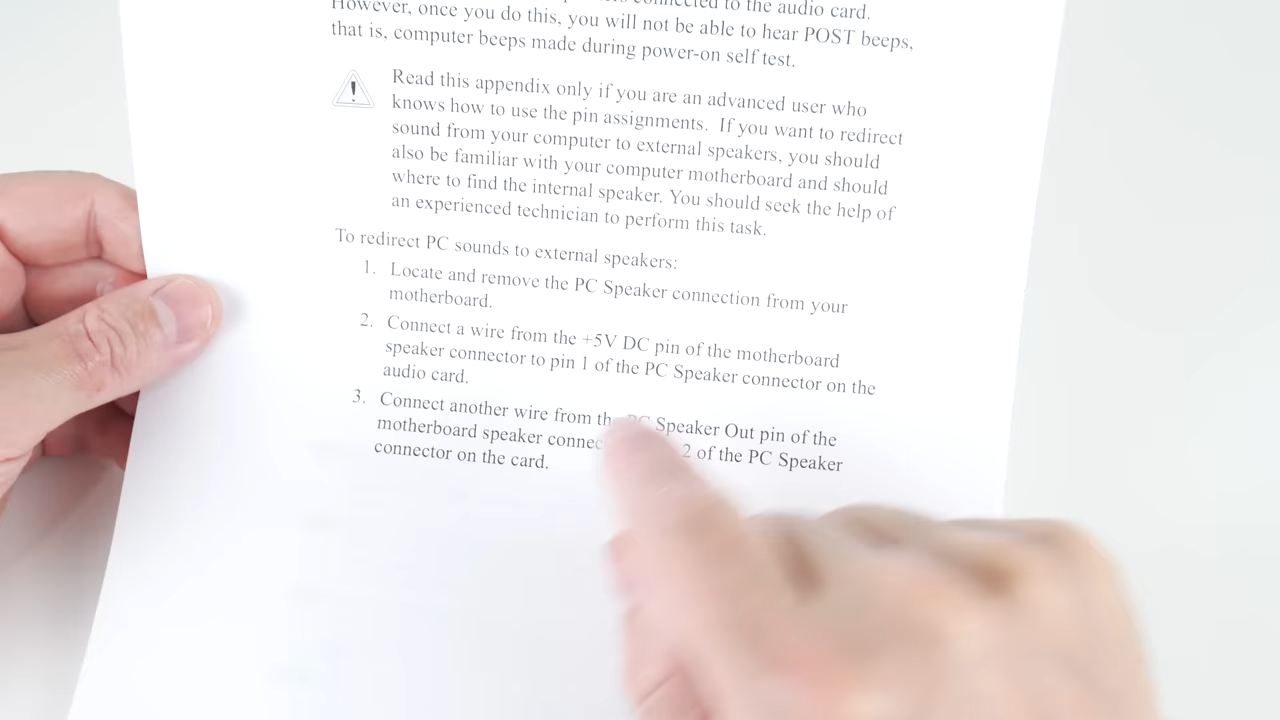 connected to the audio card.
However, once you do this, you will not be able to hear POST beeps,
that is, computer beeps made during power-on self test.
Read this appendix only if you are an advanced user who
knows how to use the pin assignments. If you want to redirect
sound from your computer to external speakers, you should
also be familiar with your computer motherboard and should
where to find the internal speaker. You should seek the help of
an experienced technician to perform this task.
To redirect PC sounds to external speakers:
1. Locate and remove the PC Speaker connection from your
motherboard.
2. Connect a wire from the +5V DC pin of the motherboard
speaker connector to pin 1 of the PC Speaker connector on the
audio card.
3. Connect another wire from the PC Speaker Out pin of the
motherboard speaker 2 of the PC Speaker
connector on the card.